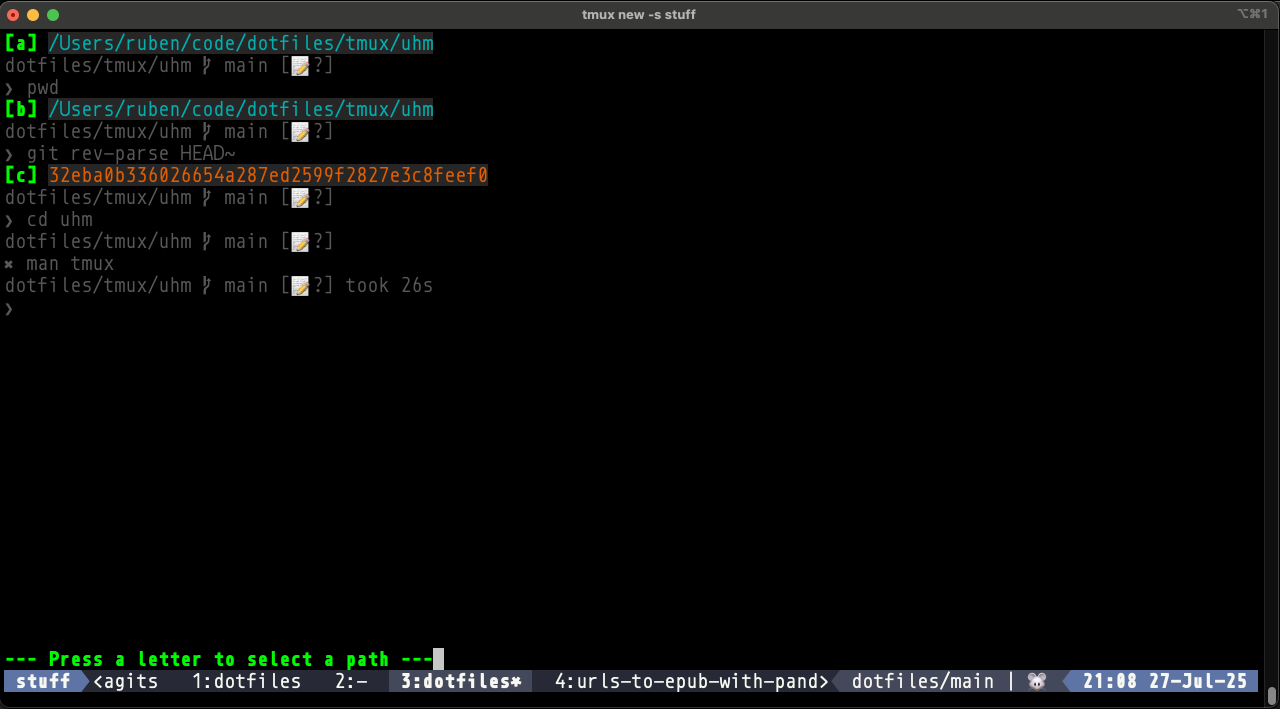 tmux new -s stuff
⌥⌘1
[a] /Users/ruben/code/dotfiles/tmux/uhm
dotfiles/tmux/uhm main [📝?]
❯ pwd
[b] /Users/ruben/code/dotfiles/tmux/uhm
dotfiles/tmux/uhm main [📝?]
❯ git rev-parse HEAD~
[c] 32eba0b336026654a287ed2599f2827e3c8feef0
dotfiles/tmux/uhm main [📝?]
❯ cd uhm
dotfiles/tmux/uhm main [📝?]
✖ man tmux
dotfiles/tmux/uhm main [📝?] took 26s
❯
--- Press a letter to select a path ---
stuff <agits 1:dotfiles 2:- 3:dotfiles* 4:urls-to-epub-with-pand> dotfiles/main | 🐭 21:08 27-Jul-25